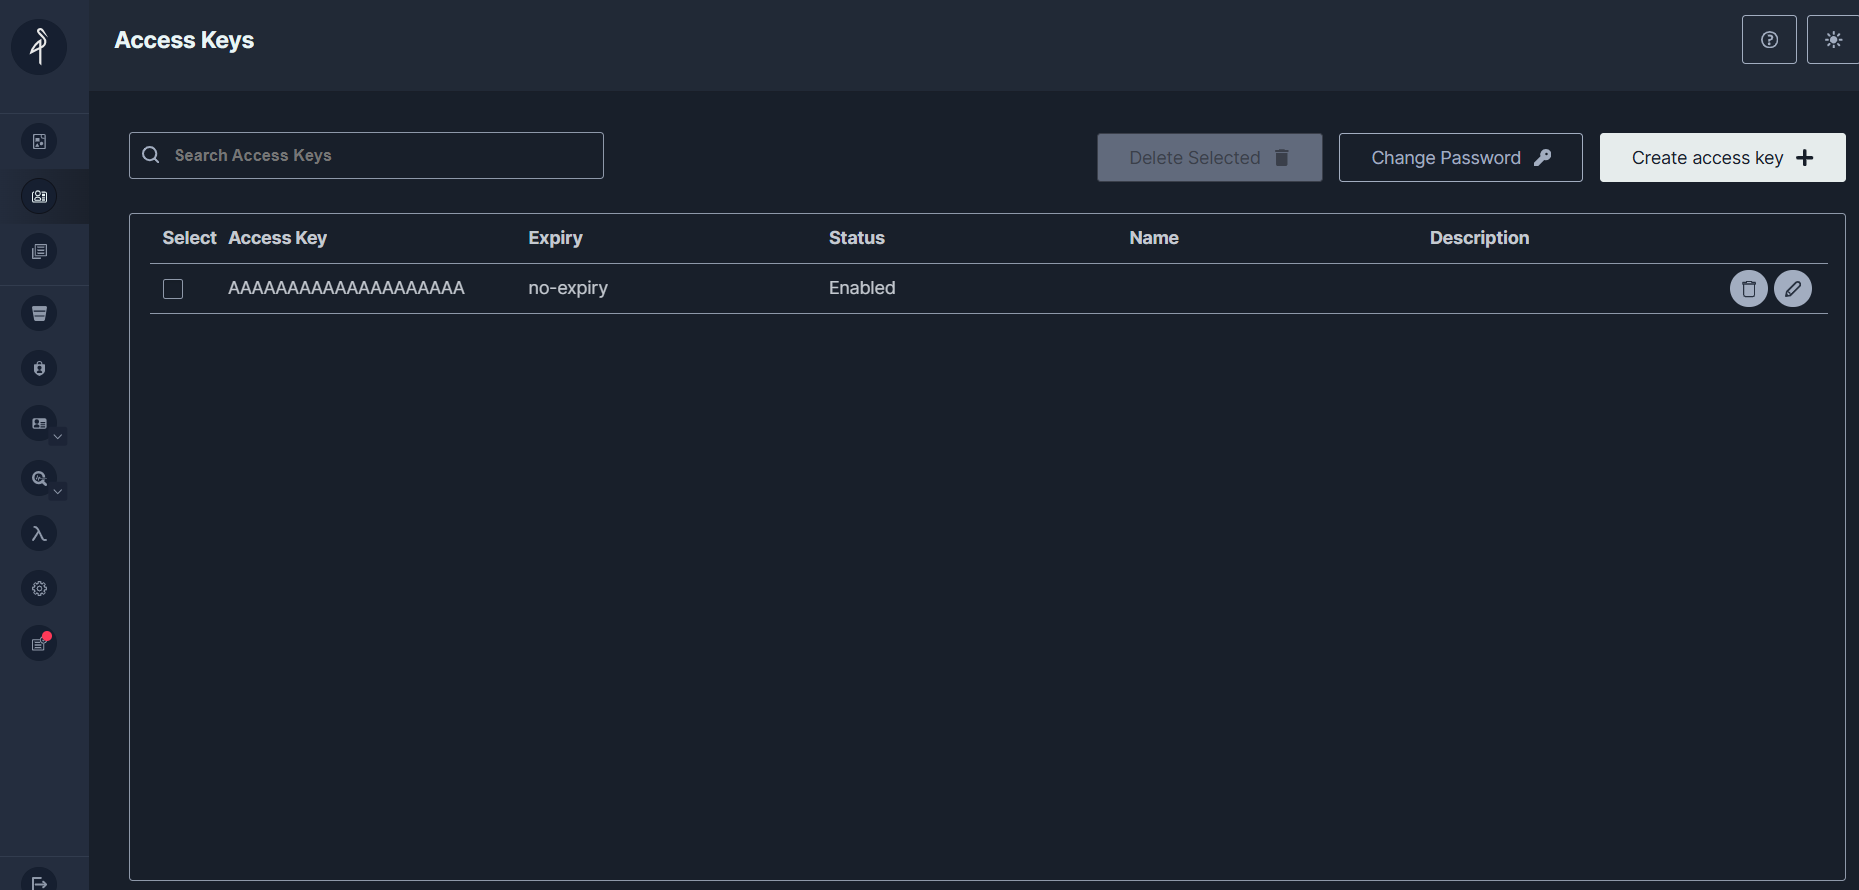 Access Keys
Search Access Keys
Delete Selected
Change Password
Create access key
Select Access Key Expiry Status Name Description
AAAAAAAAAAAAAAAAAAAA no-expiry Enabled